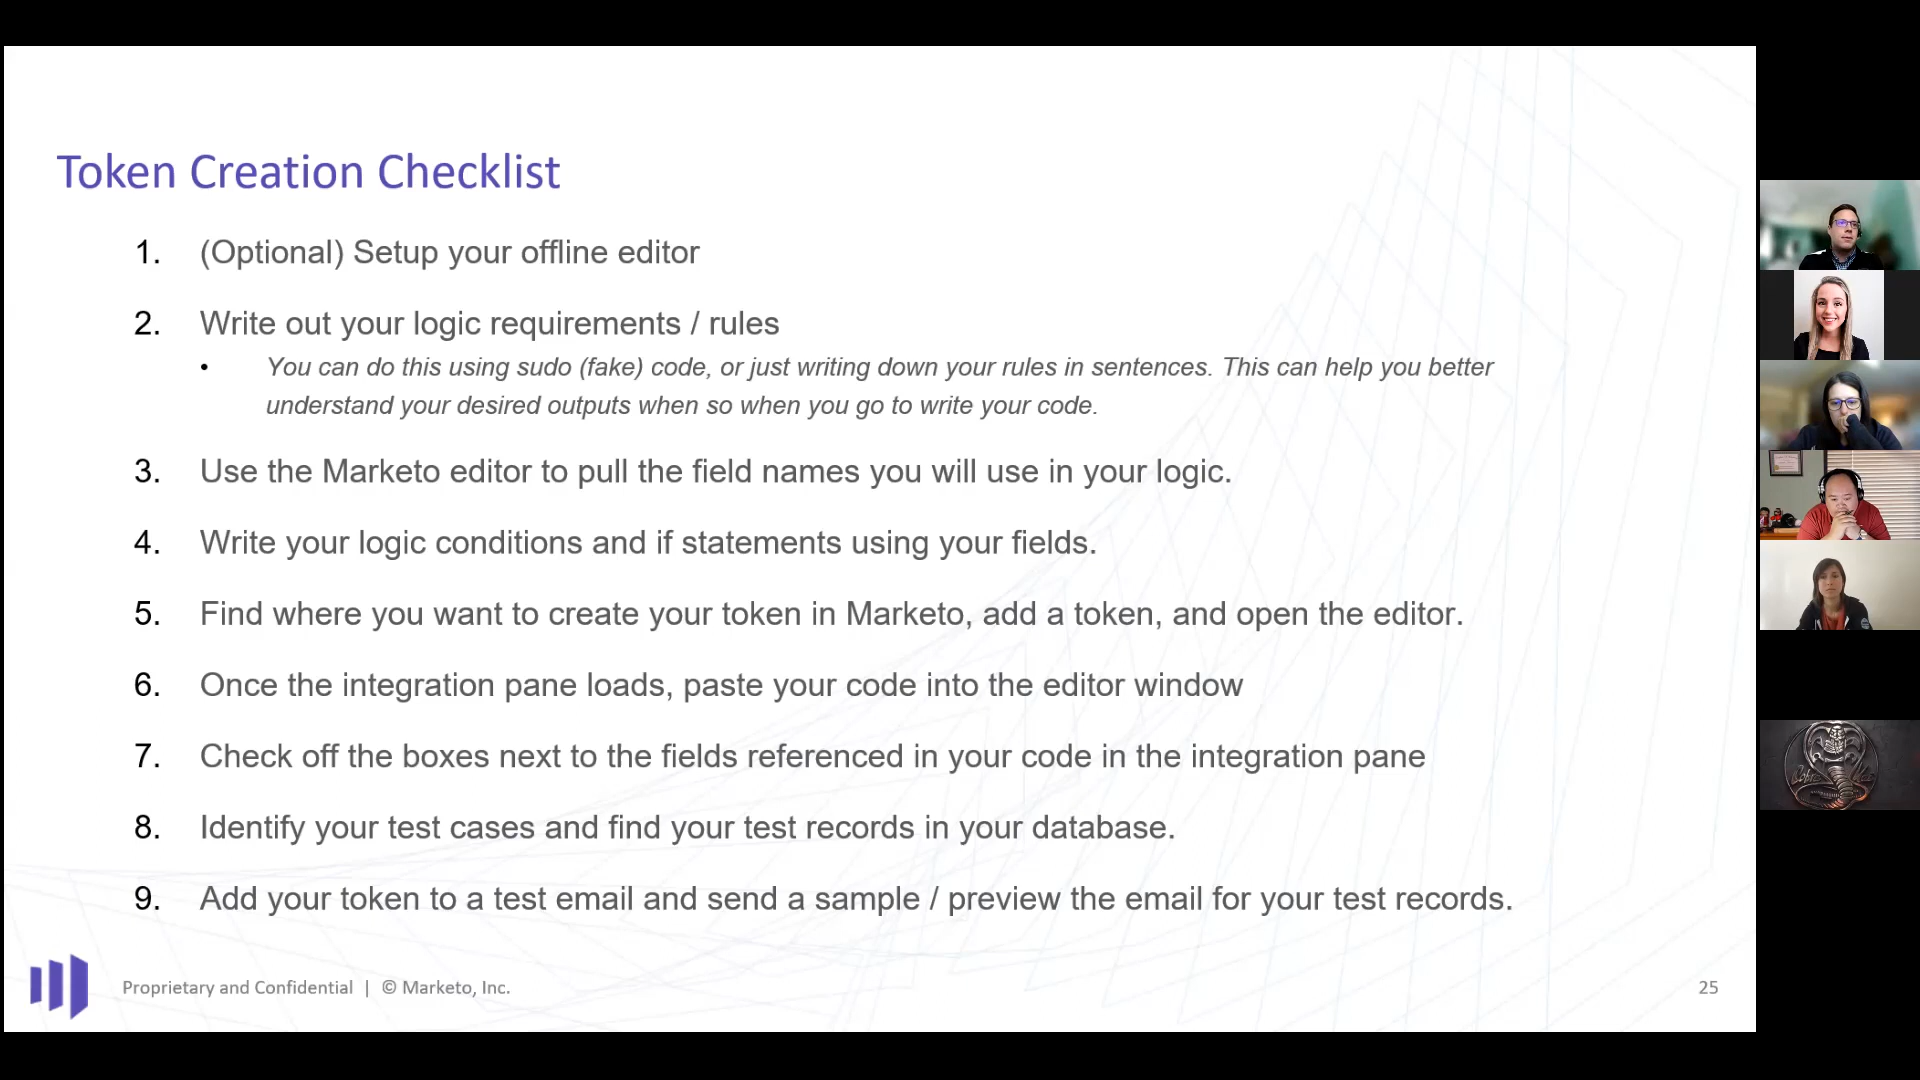 Token Creation Checklist
1. (Optional) Setup your offline editor
2. Write out your logic requirements / rules
• You can do this using sudo (fake) code, or just writing down your rules in sentences. This can help you better
understand your desired outputs when so when you go to write your code.
3. Use the Marketo editor to pull the field names you will use in your logic.
4. Write your logic conditions and if statements using your fields.
5. Find where you want to create your token in Marketo, add a token, and open the editor.
6. Once the integration pane loads, paste your code into the editor window
7. Check off the boxes next to the fields referenced in your code in the integration pane
8. Identify your test cases and find your test records in your database.
9. Add your token to a test email and send a sample / preview the email for your test records.
Proprietary and Confidential | © Marketo, Inc.
25